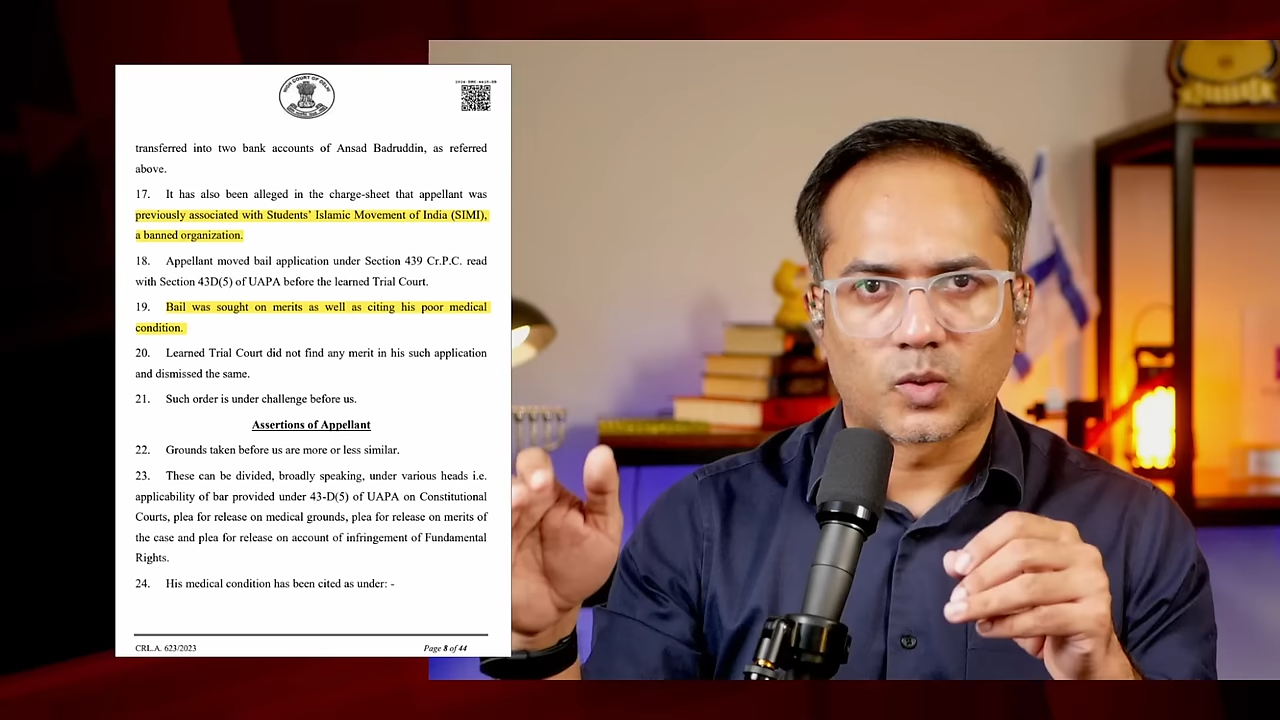 HIGH COURT OF DELHI
transferred into two bank accounts of Ansad Badruddin, as referred
above.
17. It has also been alleged in the charge-sheet that appellant was
previously associated with Students’ Islamic Movement of India (SIMI),
a banned organization.
18. Appellant moved bail application under Section 439 Cr.P.C. read
with Section 43D(5) of UAPA before the learned Trial Court.
19. Bail was sought on merits as well as citing his poor medical
condition.
20. Learned Trial Court did not find any merit in his such application
and dismissed the same.
21. Such order is under challenge before us.
Assertions of Appellant
22. Grounds taken before us are more or less similar.
23. These can be divided, broadly speaking, under various heads i.e.
applicability of bar provided under 43-D(5) of UAPA on Constitutional
Courts, plea for release on medical grounds, plea for release on merits of
the case and plea for release on account of infringement of Fundamental
Rights.
24. His medical condition has been cited as under: -
CRL.A. 623/2023
Page 8 of 44